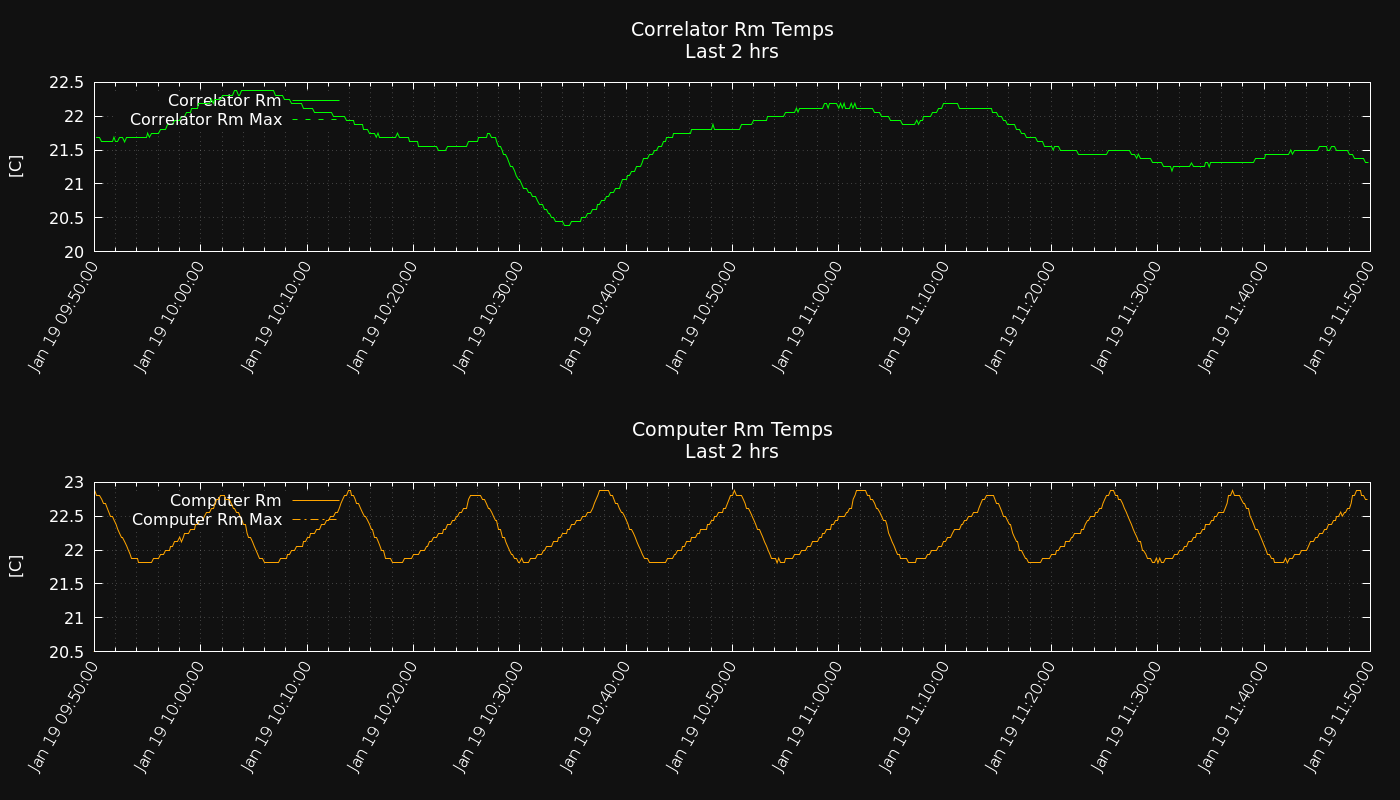 Correlator Rm Temps
Last 2 hrs
22.5
22
21.5
21
20.5
20
[C]
Correlator Rm
Correlator Rm Max
Jan 19 09:50:00
Jan 19 10:00:00
Jan 19 10:10:00
Jan 19 10:20:00
Jan 19 10:30:00
Jan 19 10:40:00
Jan 19 10:50:00
Jan 19 11:00:00
Jan 19 11:10:00
Jan 19 11:20:00
Jan 19 11:30:00
Jan 19 11:40:00
Jan 19 11:50:00
Computer Rm Temps
Last 2 hrs
23
22.5
22
21.5
21
20.5
[C]
Computer Rm
Computer Rm Max
Jan 19 09:50:00
Jan 19 10:00:00
Jan 19 10:10:00
Jan 19 10:20:00
Jan 19 10:30:00
Jan 19 10:40:00
Jan 19 10:50:00
Jan 19 11:00:00
Jan 19 11:10:00
Jan 19 11:20:00
Jan 19 11:30:00
Jan 19 11:40:00
Jan 19 11:50:00